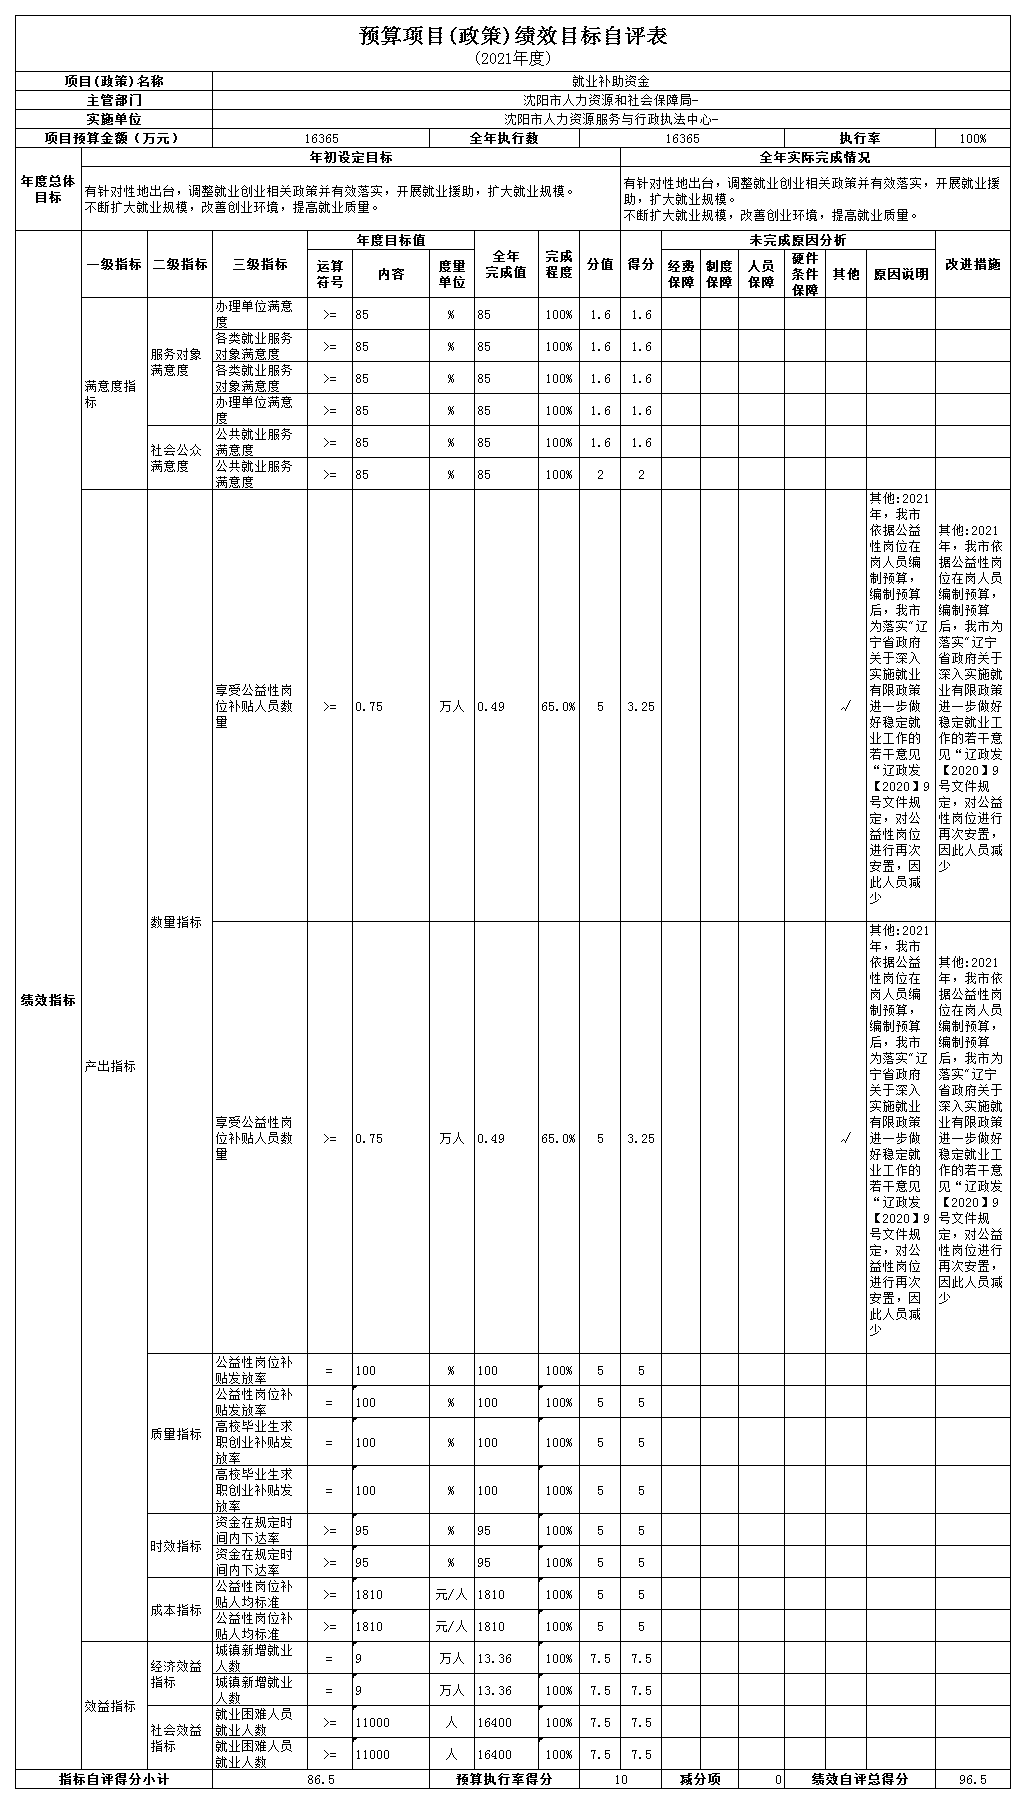 预算项目(政策)绩效目标自评表
(2021年度)
项目(政策)名称 就业补助资金
主管部门 沈阳市人力资源和社会保障局-
实施单位 沈阳市人力资源服务与行政执法中心-
项目预算金额(万元) 16365 全年执行数 16365 执行率 100%
年度总体目标 年初设定目标 全年实际完成情况
有针对性地出台，调整就业创业相关政策并有效落实，开展就业援助，扩大就业规模。
不断扩大就业规模，改善创业环境，提高就业质量。
有针对性地出台，调整就业创业相关政策并有效落实，开展就业援
助，扩大就业规模。
不断扩大就业规模，改善创业环境，提高就业质量。
绩效指标
一级指标 二级指标 三级指标 年度目标值 全年完成值 完成程度 分值 得分 未完成原因分析 改进措施
运算符号 内容 度量单位 经费保障 制度保障 人员保障 硬件条件保障 其他 原因说明
满意度指标 服务对象满意度 办理单位满意度 >= 85 % 85 100% 1.6 1.6
各类就业服务对象满意度 >= 85 % 85 100% 1.6 1.6
各类就业服务对象满意度 >= 85 % 85 100% 1.6 1.6
办理单位满意度 >= 85 % 85 100% 1.6 1.6
社会公众满意度 公共就业服务满意度 >= 85 % 85 100% 1.6 1.6
公共就业服务满意度 >= 85 % 85 100% 2 2
产出指标 数量指标 享受公益性岗位补贴人员数量 >= 0.75 万人 0.49 65.0% 5 3.25 √
其他:2021
年，我市
依据公益
性岗位在
岗人员编
制预算，
编制预算
后，我市
为落实"辽
宁省政府
关于深入
实施就业
有限政策
进一步做
好稳定就
业工作的
若干意见
“辽政发
【2020】9
号文件规
定，对公
益性岗位
进行再次
安置，因
此人员减
少
其他:2021
年，我市依
据公益性岗
位在岗人员
编制预算，
编制预算
后，我市为
落实"辽宁
省政府关于
深入实施就
业有限政策
进一步做好
稳定就业工
作的若干意
见“辽政发
【2020】9
号文件规
定，对公益
性岗位进行
再次安置，
因此人员减
少
享受公益性岗位补贴人员数量 >= 0.75 万人 0.49 65.0% 5 3.25 √
其他:2021
年，我市
依据公益
性岗位在
岗人员编
制预算，
编制预算
后，我市
为落实"辽
宁省政府
关于深入
实施就业
有限政策
进一步做
好稳定就
业工作的
若干意见
“辽政发
【2020】9
号文件规
定，对公
益性岗位
进行再次
安置，因
此人员减
少
其他:2021
年，我市依
据公益性岗
位在岗人员
编制预算，
编制预算
后，我市为
落实"辽宁
省政府关于
深入实施就
业有限政策
进一步做好
稳定就业工
作的若干意
见“辽政发
【2020】9
号文件规
定，对公益
性岗位进行
再次安置，
因此人员减
少
质量指标 公益性岗位补贴发放率 = 100 % 100 100% 5 5
公益性岗位补贴发放率 = 100 % 100 100% 5 5
高校毕业生求职创业补贴发放率 = 100 % 100 100% 5 5
高校毕业生求职创业补贴发放率 = 100 % 100 100% 5 5
时效指标 资金在规定时间内下达率 >= 95 % 95 100% 5 5
资金在规定时间内下达率 >= 95 % 95 100% 5 5
成本指标 公益性岗位补贴人均标准 >= 1810 元/人 1810 100% 5 5
公益性岗位补贴人均标准 >= 1810 元/人 1810 100% 5 5
效益指标 经济效益指标 城镇新增就业人数 = 9 万人 13.36 100% 7.5 7.5
城镇新增就业人数 = 9 万人 13.36 100% 7.5 7.5
社会效益指标 就业困难人员就业人数 >= 11000 人 16400 100% 7.5 7.5
就业困难人员就业人数 >= 11000 人 16400 100% 7.5 7.5
指标自评得分小计 86.5 预算执行率得分 10 减分项 0 绩效自评总得分 96.5